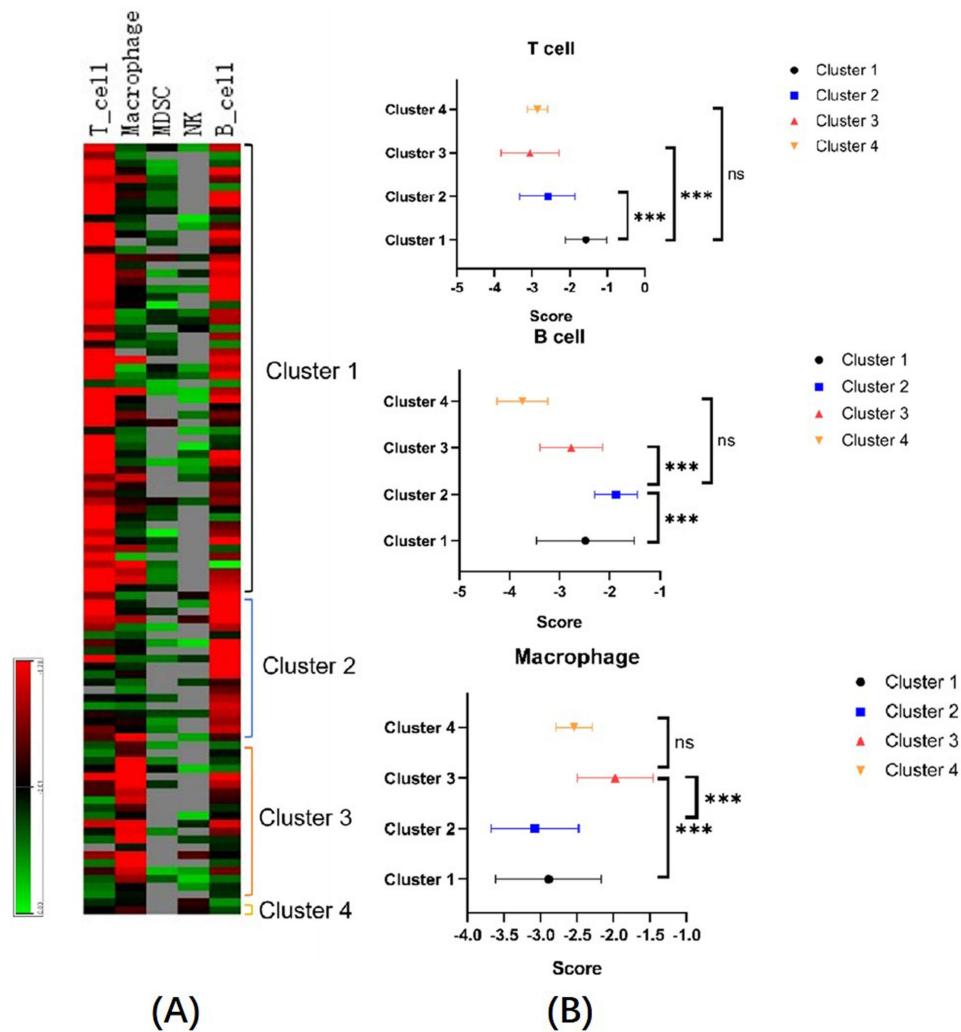 T_cell
Macrophage
MDSC
NK
B_cell
Cluster 1
Cluster 2
Cluster 3
Cluster 4
(A)
T cell
Cluster 4
Cluster 3
Cluster 2
Cluster 1
*** *** ns
-5 -4 -3 -2 -1 0
Score
Cluster 1
Cluster 2
Cluster 3
Cluster 4
B cell
Cluster 4
Cluster 3
Cluster 2
Cluster 1
ns
***
***
-5 -4 -3 -2 -1
Score
Cluster 1
Cluster 2
Cluster 3
Cluster 4
Macrophage
Cluster 4
Cluster 3
Cluster 2
Cluster 1
ns
***
***
-4.0 -3.5 -3.0 -2.5 -2.0 -1.5 -1.0
Score
Cluster 1
Cluster 2
Cluster 3
Cluster 4
(B)